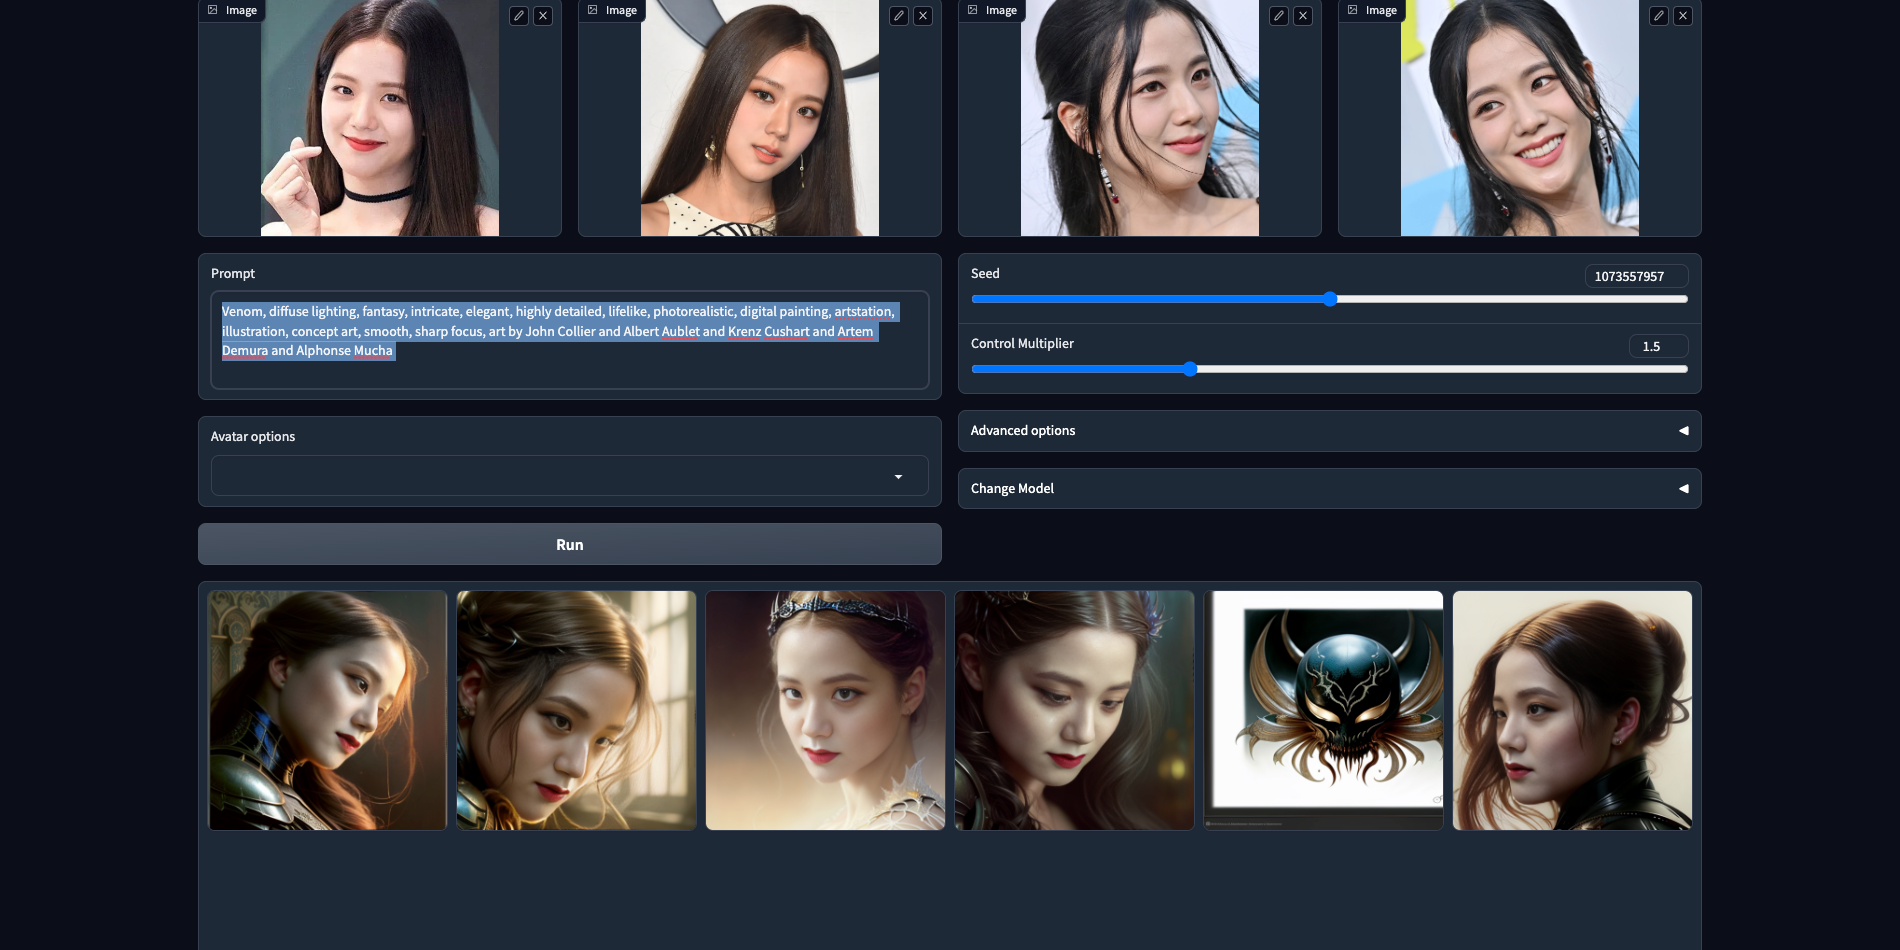 Image
Image
Image
Image
Prompt
Venom, diffuse lighting, fantasy, intricate, elegant, highly detailed, lifelike, photorealistic, digital painting, artstation,
illustration, concept art, smooth, sharp focus, art by John Collier and Albert Aublet and Krenz Cushart and Artem
Demura and Alphonse Mucha
Seed
1073557957
Control Multiplier
1.5
Avatar options
Advanced options
Change Model
Run